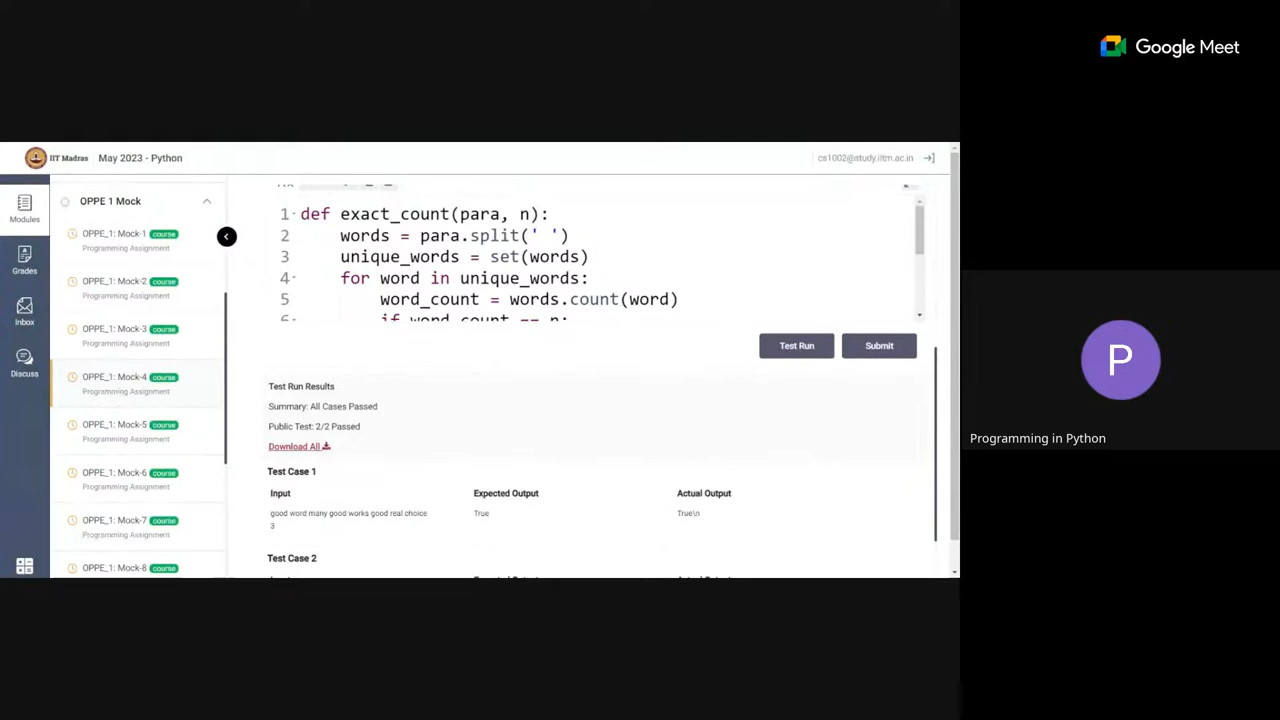 Google Meet
IIT Madras
May 2023 - Python
cs1002@study.iitm.ac.in
Modules
Grades
Inbox
Discuss
OPPE 1 Mock
OPPE_1: Mock-1 course
Programming Assignment
OPPE_1: Mock-2 course
Programming Assignment
OPPE_1: Mock-3 course
Programming Assignment
OPPE_1: Mock-4 course
Programming Assignment
OPPE_1: Mock-5 course
Programming Assignment
OPPE_1: Mock-6 course
Programming Assignment
OPPE_1: Mock-7 course
Programming Assignment
OPPE_1: Mock-8 course
1 def exact_count(para, n):
2 words = para.split(' ')
3 unique_words = set(words)
4 for word in unique_words:
5 word_count = words.count(word)
6 if word_count == n:
Test Run
Submit
Test Run Results
Summary: All Cases Passed
Public Test: 2/2 Passed
Download All
Test Case 1
Input Expected Output Actual Output
good word many good works good real choice True True\n
3
Test Case 2
P
Programming in Python